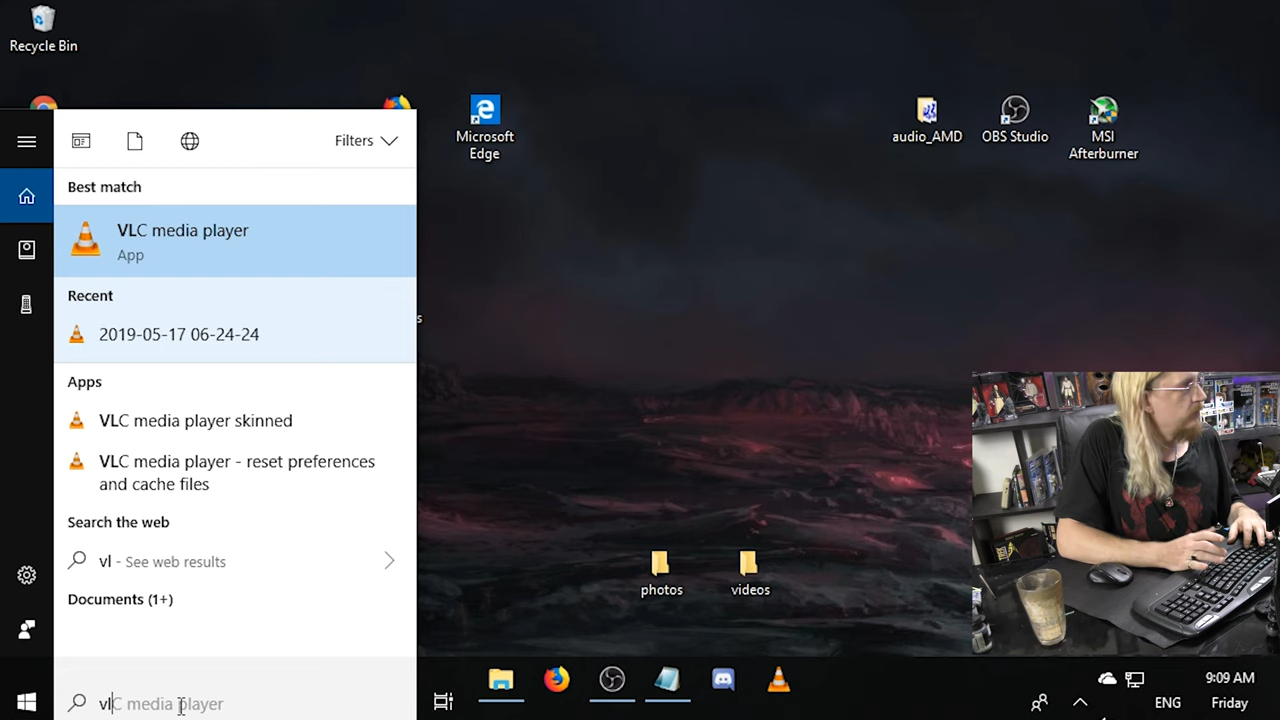 Recycle Bin
Microsoft
Edge
audio_AMD
OBS Studio
MSI
Afterburner
Filters
Best match
VLC media player
App
Recent
2019-05-17 06-24-24
s
Apps
VLC media player skinned
VLC media player - reset preferences
and cache files
Search the web
vl - See web results
Documents (1+)
photos
videos
vlC media player
9:09 AM
ENG
Friday